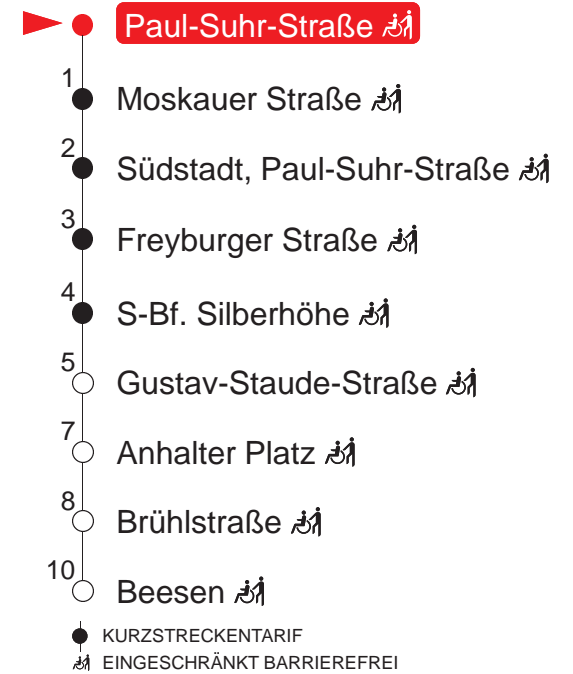 Paul-Suhr-Straße
1
Moskauer Straße
2
Südstadt, Paul-Suhr-Straße
3
Freyburger Straße
4
S-Bf. Silberhöhe
5
Gustav-Staude-Straße
7
Anhalter Platz
8
Brühlstraße
10
Beesen
KURZSTRECKENTARIF
EINGESCHRÄNKT BARRIEREFREI